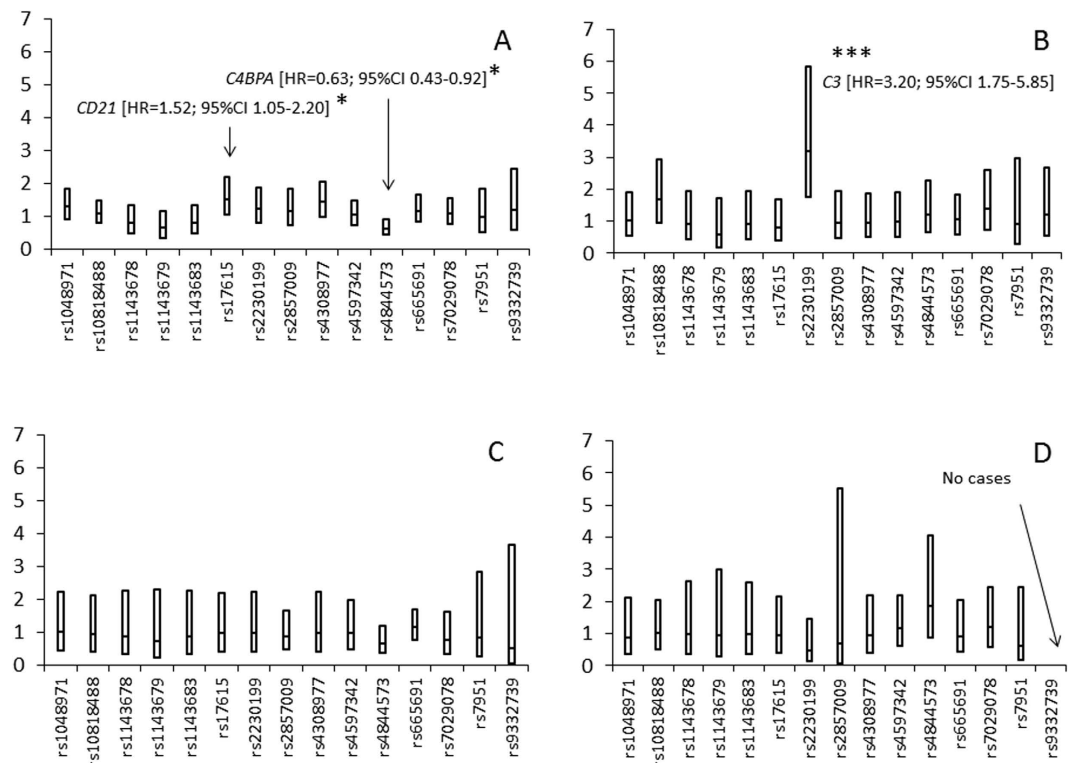 A
7
6
5
4
3
2
1
0
C4BPA [HR=0.63; 95%CI 0.43-0.92] *
CD21 [HR=1.52; 95%CI 1.05-2.20] *
rs1048971
rs10818488
rs1143678
rs1143679
rs1143683
rs17615
rs2230199
rs2857009
rs4308977
rs4597342
rs4844573
rs665691
rs7029078
rs7951
rs9332739
B
7
6
5
4
3
2
1
0
***
C3 [HR=3.20; 95%CI 1.75-5.85]
rs1048971
rs10818488
rs1143678
rs1143679
rs1143683
rs17615
rs2230199
rs2857009
rs4308977
rs4597342
rs4844573
rs665691
rs7029078
rs7951
rs9332739
C
7
6
5
4
3
2
1
0
rs1048971
rs10818488
rs1143678
rs1143679
rs1143683
rs17615
rs2230199
rs2857009
rs4308977
rs4597342
rs4844573
rs665691
rs7029078
rs7951
rs9332739
D
7
6
5
4
3
2
1
0
No cases
rs1048971
rs10818488
rs1143678
rs1143679
rs1143683
rs17615
rs2230199
rs2857009
rs4308977
rs4597342
rs4844573
rs665691
rs7029078
rs7951
rs9332739